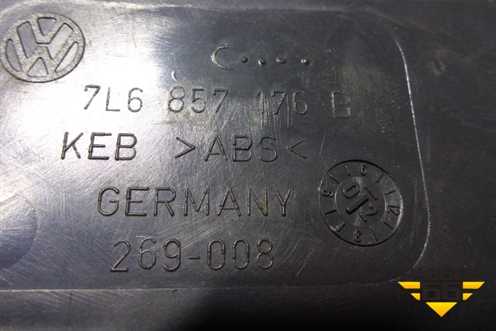 7L6 857 176 B
KEB >ABS<
GERMANY
269-008